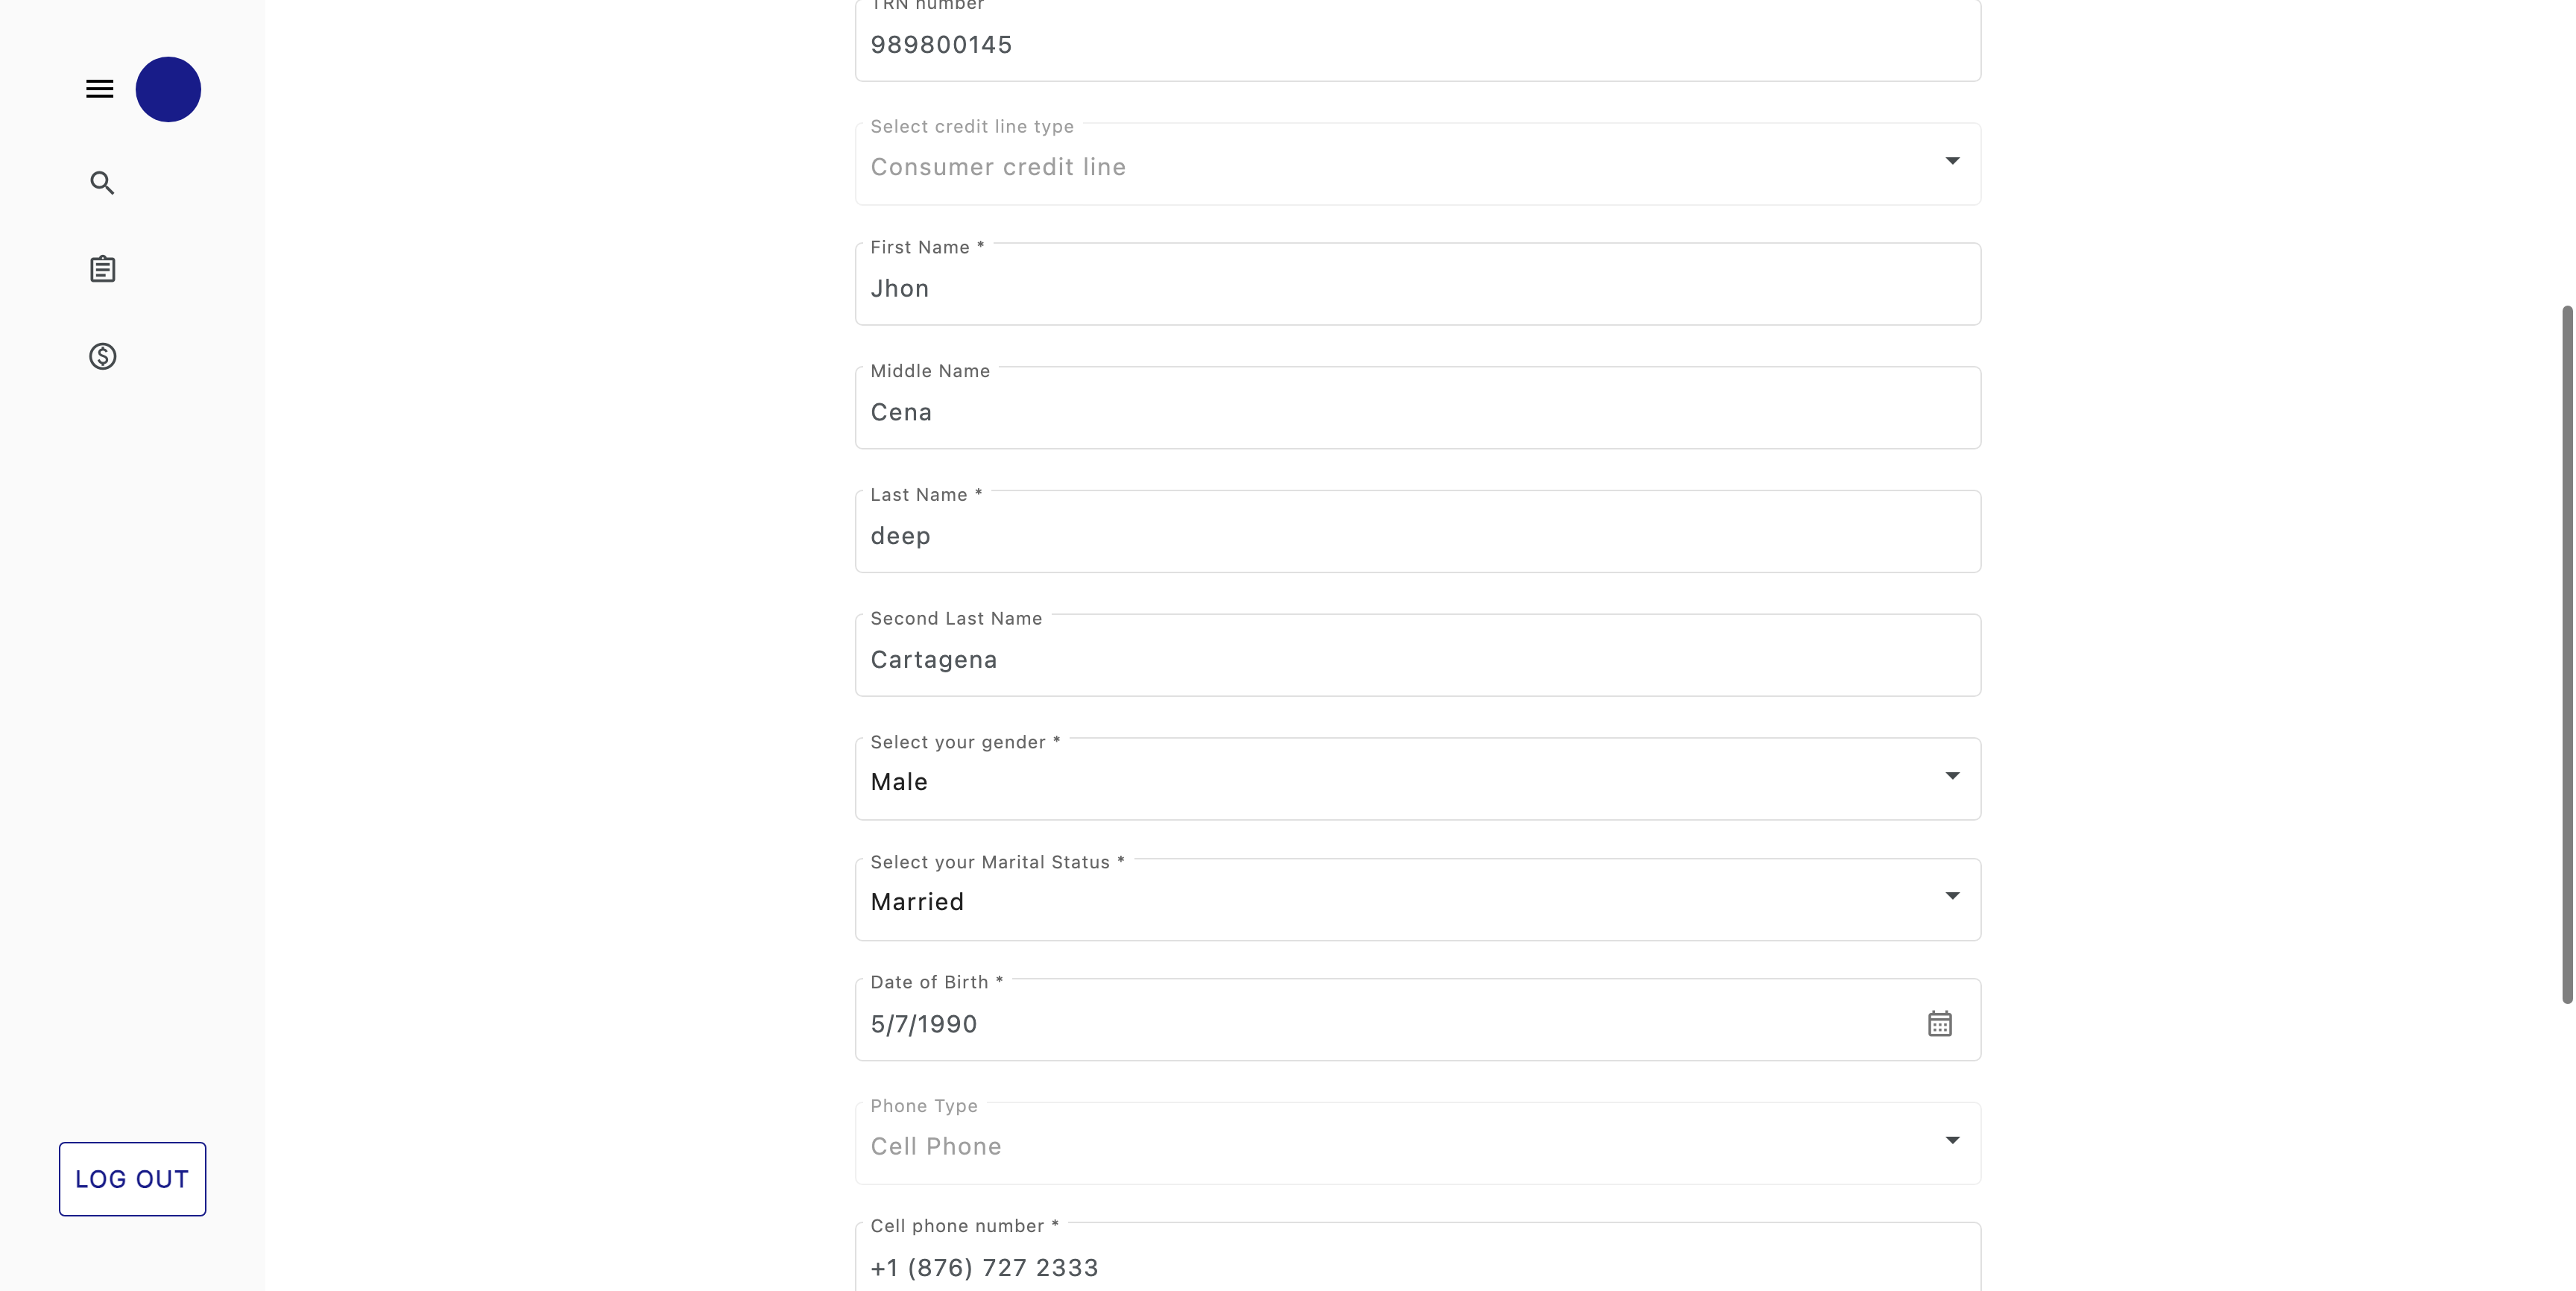 TRN number
989800145
Select credit line type
Consumer credit line
First Name *
Jhon
Middle Name
Cena
Last Name *
deep
Second Last Name
Cartagena
Select your gender *
Male
Select your Marital Status *
Married
Date of Birth *
5/7/1990
Phone Type
Cell Phone
LOG OUT
Cell phone number *
+1 (876) 727 2333